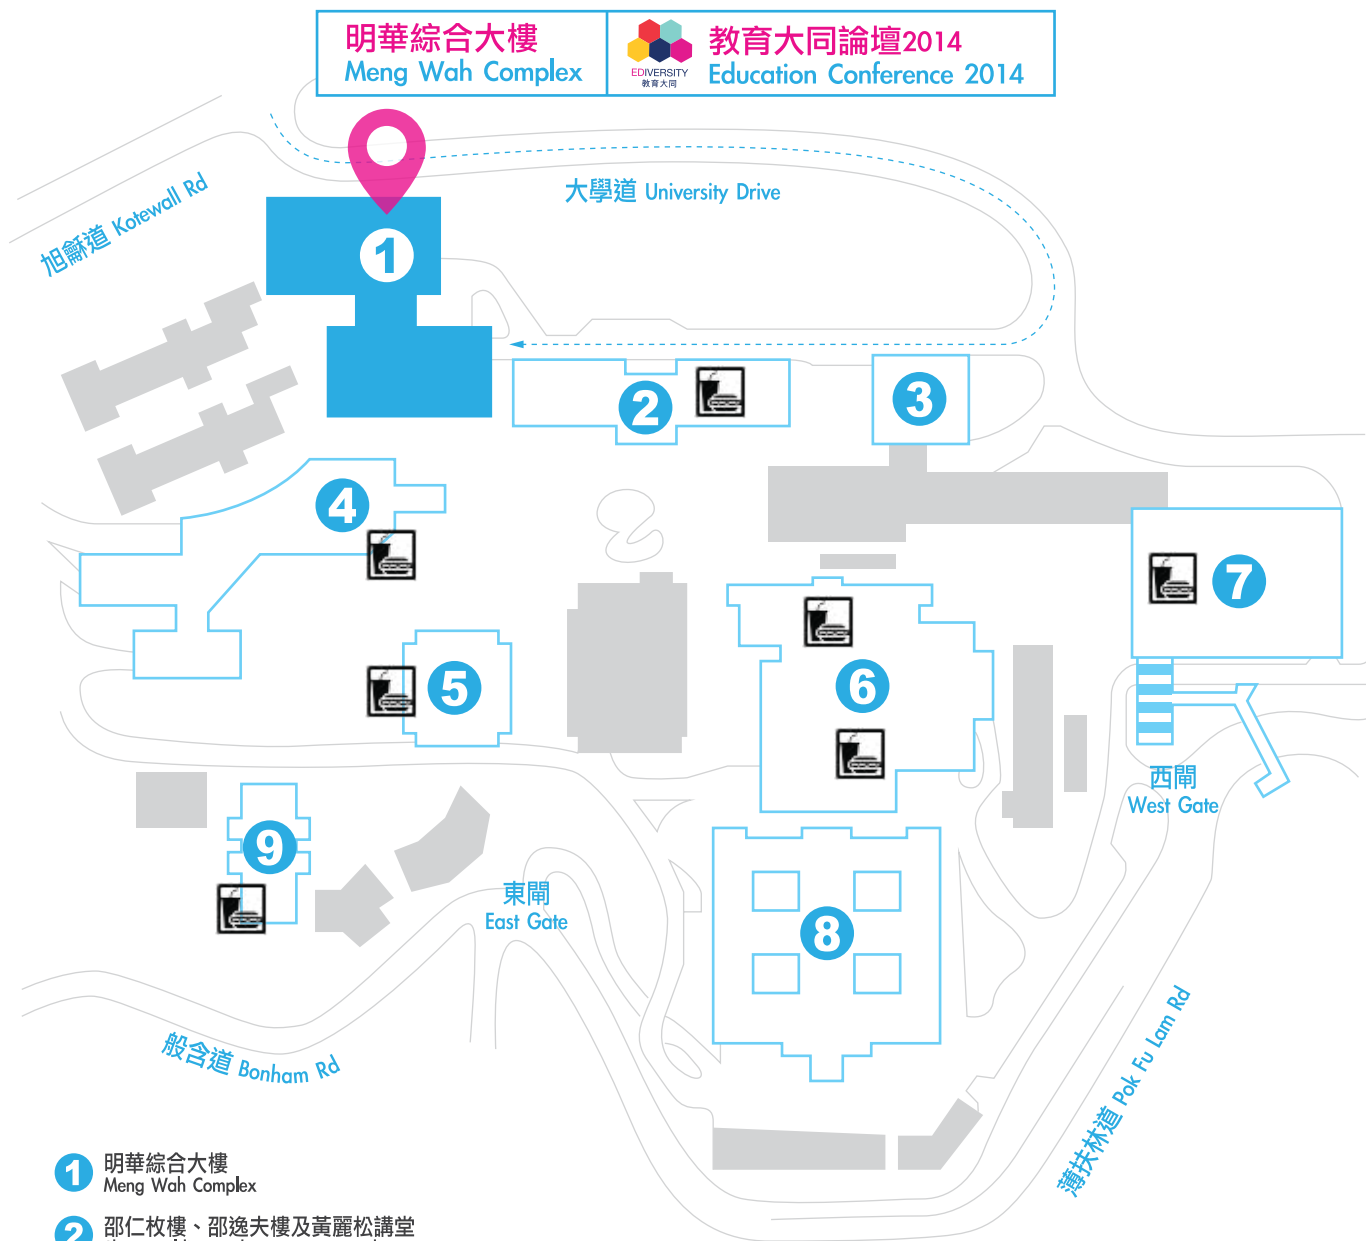 明華綜合大樓
Meng Wah Complex
EDIVERSITY
教育大同
教育大同論壇2014
Education Conference 2014
旭龢道 Kotewall Rd
大學道 University Drive
1
2
3
4
5
6
7
8
9
西閘
West Gate
東閘
East Gate
般含道 Bonham Rd
薄扶林道 Pok Fu Lam Rd
1 明華綜合大樓
Meng Wah Complex
2 邵仁枚樓、邵逸夫樓及黃麗松講堂